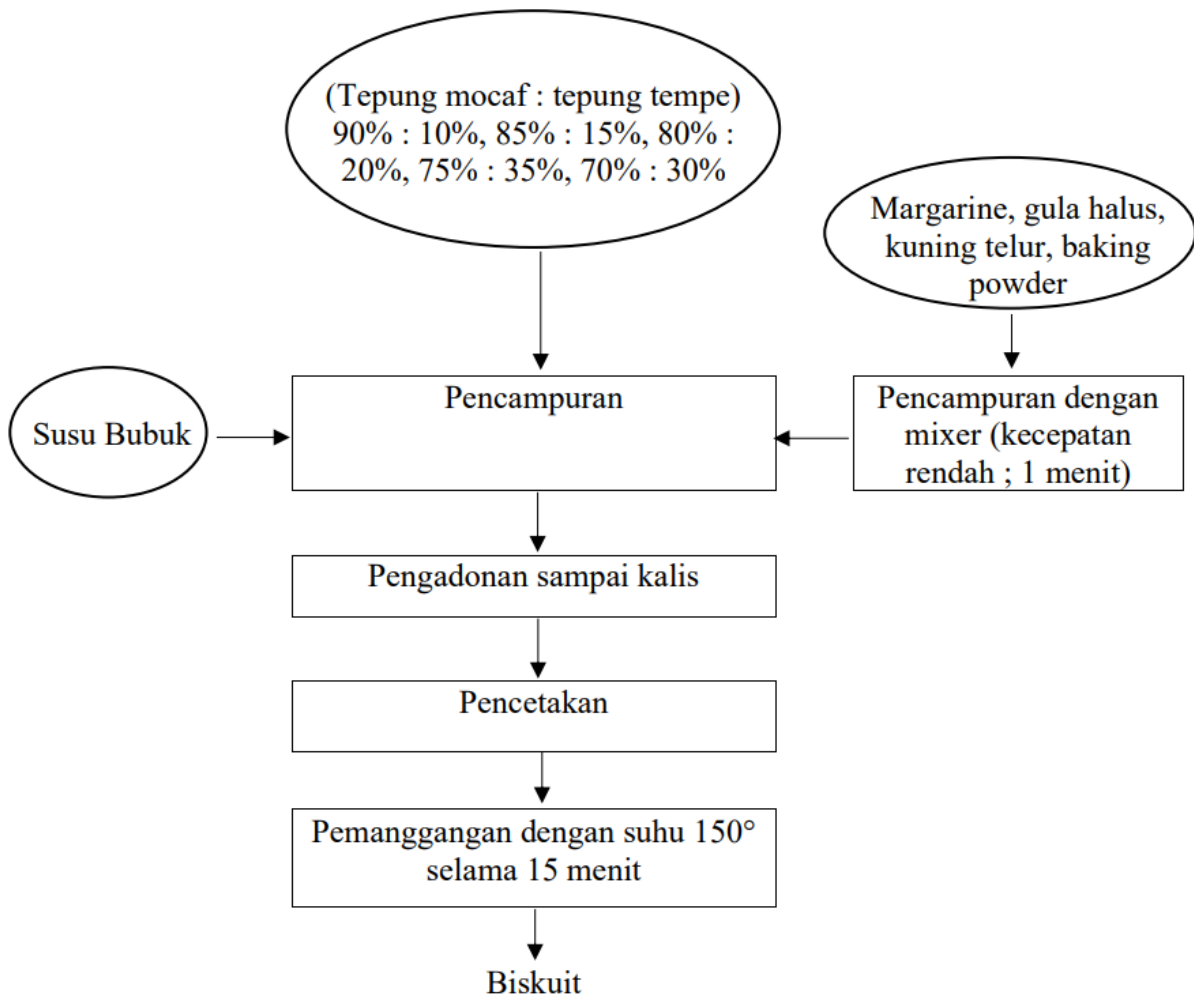 (Tepung mocaf : tepung tempe)
90% : 10%, 85% : 15%, 80% :
20%, 75% : 35%, 70% : 30%
Margarine, gula halus,
kuning telur, baking
powder
Susu Bubuk
Pencampuran
Pencampuran dengan
mixer (kecepatan
rendah ; 1 menit)
Pengadonan sampai kalis
Pencetakan
Pemanggangan dengan suhu 150°
selama 15 menit
Biskuit